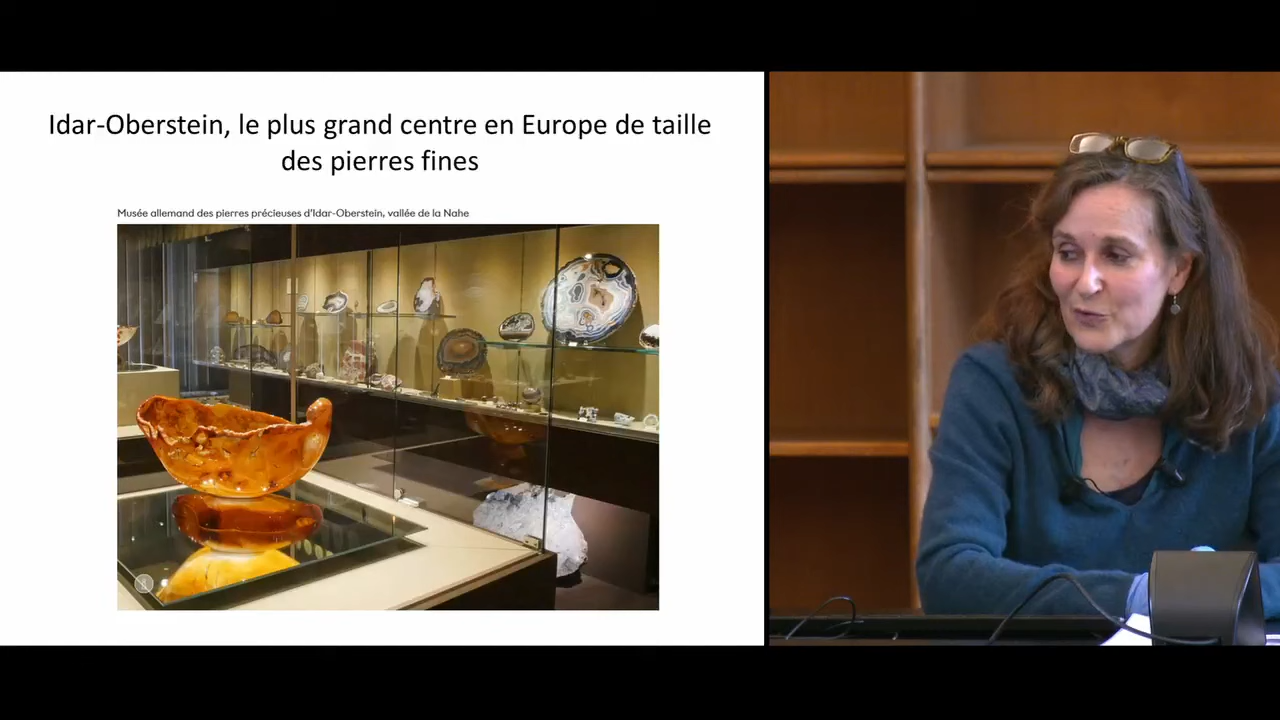 Idar-Oberstein, le plus grand centre en Europe de taille
des pierres fines
Musée allemand des pierres précieuses d'Idar-Oberstein, vallée de la Nahe